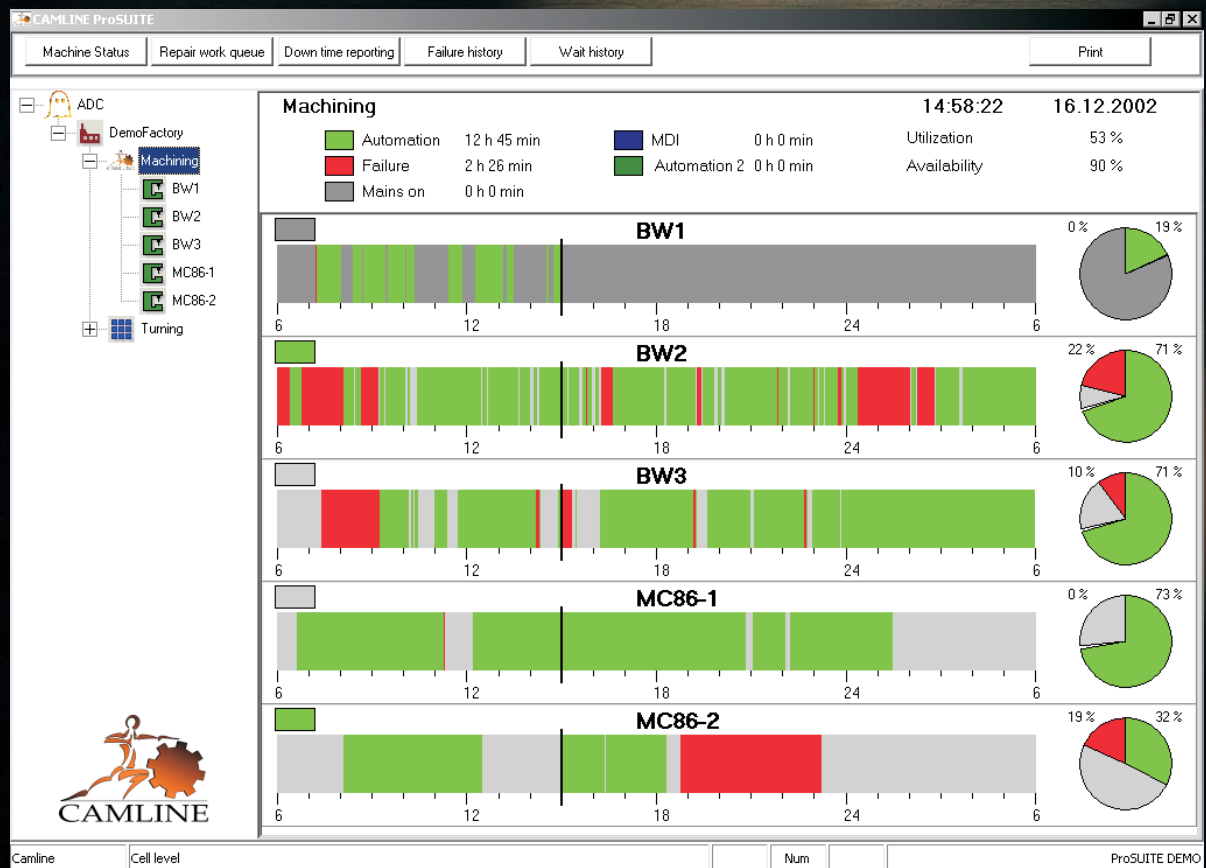 CAMLINE ProSUITE
Machine Status Repair work queue Down time reporting Failure history Wait history Print
ADC
DemoFactory
Machining
BW1
BW2
BW3
MC86-1
MC86-2
Turning
CAMLINE
Machining 14:58:22 16.12.2002
Automation 12 h 45 min MDI 0 h 0 min Utilization 53 %
Failure 2 h 26 min Automation 2 0 h 0 min Availability 90 %
Mains on 0 h 0 min
BW1 0 % 19 %
6 12 18 24 6
BW2 22 % 71 %
6 12 18 24 6
BW3 10 % 71 %
6 12 18 24 6
MC86-1 0 % 73 %
6 12 18 24 6
MC86-2 19 % 32 %
6 12 18 24 6
Camline Cell level Num ProSUITE DEMO